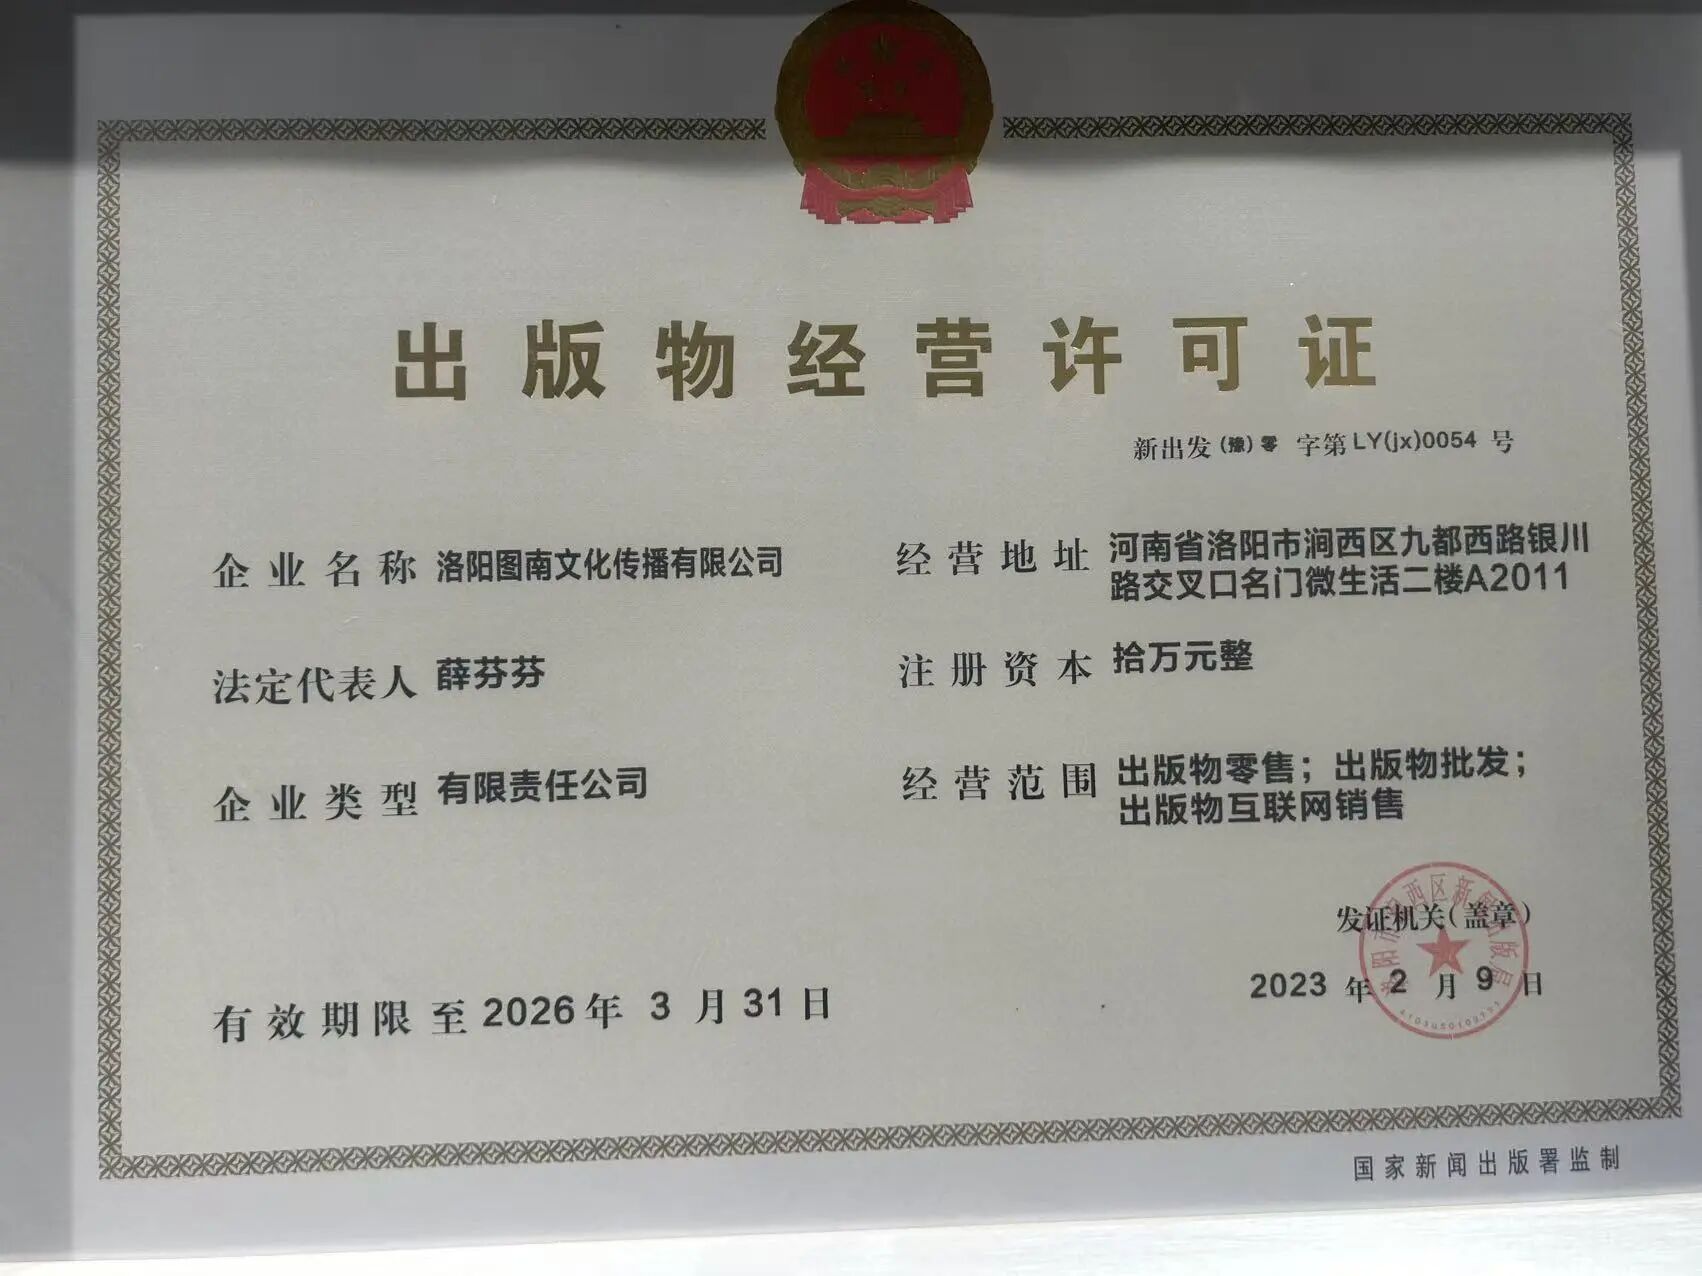 出版物经营许可证
新出发(豫)零 字第LY(jx)0054 号
企业名称 洛阳图南文化传播有限公司
经营地址 河南省洛阳市涧西区九都西路银川
路交叉口名门微生活二楼A2011
法定代表人 薛芬芬
注册资本 拾万元整
企业类型 有限责任公司
经营范围 出版物零售；出版物批发；
出版物互联网销售
发证机关(盖章)
有效期限至2026年 3 月 31 日
2023 年 2 月 9 日
国家新闻出版署监制